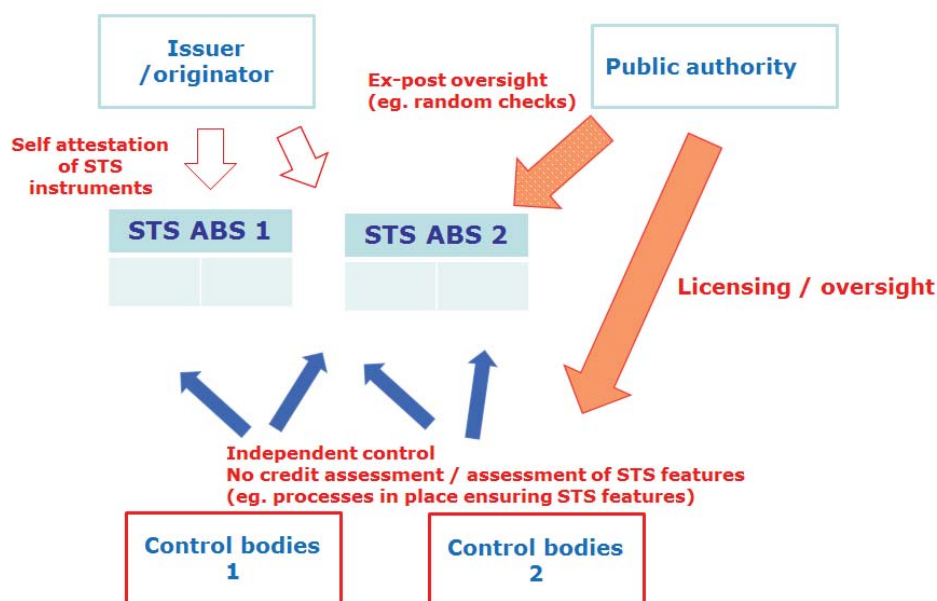 Issuer
/originator
Public authority
Ex-post oversight
(eg. random checks)
Self attestation
of STS
instruments
STS ABS 1
STS ABS 2
Licensing / oversight
Independent control
No credit assessment / assessment of STS features
(eg. processes in place ensuring STS features)
Control bodies
1
Control bodies
2